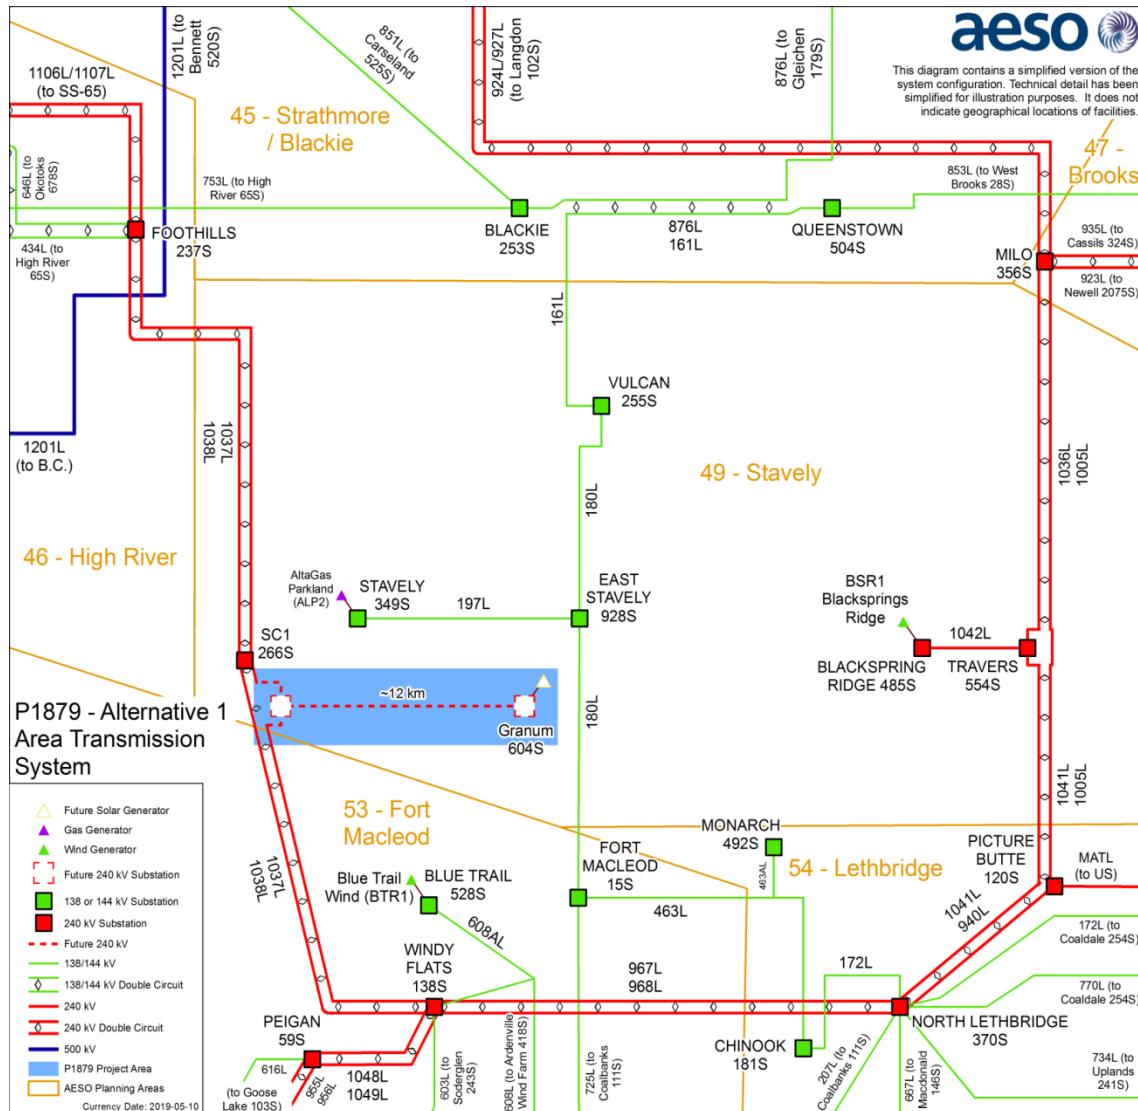 aeso
This diagram contains a simplified version of the
system configuration. Technical detail has been
simplified for illustration purposes. It does not
indicate geographical locations of facilities.
1106L/1107L
(to SS-65)
1201L (to
Bennett
520S)
851L (to
Carseland
525S)
924L/927L
(to Langdon
102S)
876L (to
Gleichen
179S)
45 - Strathmore
/ Blackie
47 -
Brooks
646L (to
Okotoks
678S)
753L (to High
River 65S)
853L (to West
Brooks 28S)
FOOTHILLS
237S
434L (to
High River
65S)
BLACKIE
253S
876L
161L
QUEENSTOWN
504S
MILO
356S
935L (to
Cassils 324S)
923L (to
Newell 2075S)
161L
VULCAN
255S
1201L
(to B.C.)
1037L
1038L
180L
49 - Stavely
1036L
1005L
46 - High River
AltaGas
Parkland
(ALP2)
STAVELY
349S
197L
EAST
STAVELY
928S
BSR1
Blacksprings
Ridge
1042L
BLACKSPRING
RIDGE 485S
TRAVERS
554S
SC1
266S
~12 km
Granum
604S
180L
P1879 - Alternative 1
Area Transmission
System
1041L
1005L
53 - Fort
Macleod
MONARCH
492S
54 - Lethbridge
PICTURE
BUTTE
120S
MATL
(to US)
1037L
1038L
Blue Trail
Wind (BTR1)
BLUE TRAIL
528S
FORT
MACLEOD
15S
463AL
463L
608AL
1041L
940L
172L (to
Coaldale 254S)
WINDY
FLATS
138S
967L
968L
172L
770L (to
Coaldale 254S)
PEIGAN
59S
CHINOOK
181S
NORTH LETHBRIDGE
370S
616L
(to Goose
Lake 103S)
955L
956L
1048L
1049L
603L (to
Soderglen
243S)
608L (to Ardenville
Wind Farm 418S)
725L (to
Coalbanks
111S)
207L (to
Coalbanks 111S)
667L (to
Macdonald
146S)
734L (to
Uplands
241S)
Future Solar Generator
Gas Generator
Wind Generator
Future 240 kV Substation
138 or 144 kV Substation
240 kV Substation
Future 240 kV
138/144 kV
138/144 kV Double Circuit
240 kV
240 kV Double Circuit
500 kV
P1879 Project Area
AESO Planning Areas
Currency Date: 2019-05-10